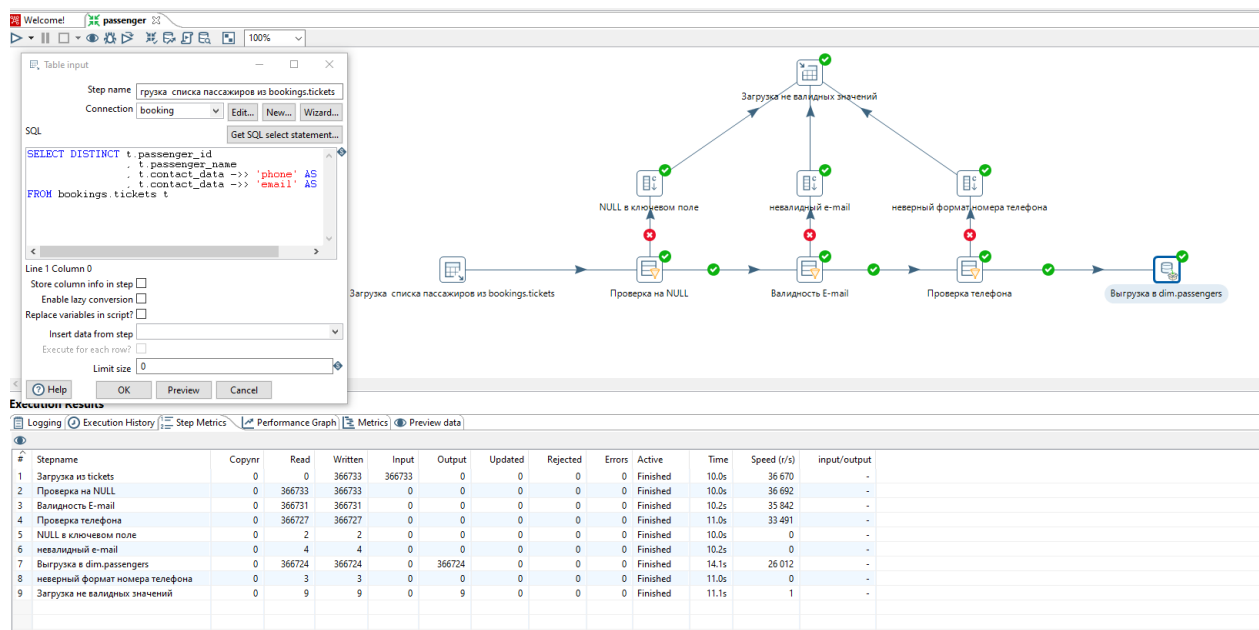 Welcome! passenger
100%
Table input
Step name грузка списка пассажиров из bookings.tickets
Connection booking Edit... New... Wizard...
SQL Get SQL select statement...
SELECT DISTINCT t.passenger_id
, t.passenger_name
, t.contact_data ->> 'phone' AS
, t.contact_data ->> 'email' AS
FROM bookings.tickets t
Line 1 Column 0
Store column info in step
Enable lazy conversion
Replace variables in script?
Insert data from step
Execute for each row?
Limit size 0
Help OK Preview Cancel
Загрузка не валидных значений
NULL в ключевом поле невалидный e-mail неверный формат номера телефона
Загрузка списка пассажиров из bookings.tickets Проверка на NULL Валидность E-mail Проверка телефона Выгрузка в dim.passengers
Execution Results
Logging Execution History Step Metrics Performance Graph Metrics Preview data
# Stepname Copynr Read Written Input Output Updated Rejected Errors Active Time Speed (r/s) input/output
1 Загрузка из tickets 0 0 366733 366733 0 0 0 0 Finished 10.0s 36 670 -
2 Проверка на NULL 0 366733 366733 0 0 0 0 0 Finished 10.0s 36 692 -
3 Валидность E-mail 0 366731 366731 0 0 0 0 0 Finished 10.2s 35 842 -
4 Проверка телефона 0 366727 366727 0 0 0 0 0 Finished 11.0s 33 491 -
5 NULL в ключевом поле 0 2 2 0 0 0 0 0 Finished 10.0s 0 -
6 невалидный e-mail 0 4 4 0 0 0 0 0 Finished 10.2s 0 -
7 Выгрузка в dim.passengers 0 366724 366724 0 366724 0 0 0 Finished 14.1s 26 012 -
8 неверный формат номера телефона 0 3 3 0 0 0 0 0 Finished 11.0s 0 -
9 Загрузка не валидных значений 0 9 9 0 9 0 0 0 Finished 11.1s 1 -